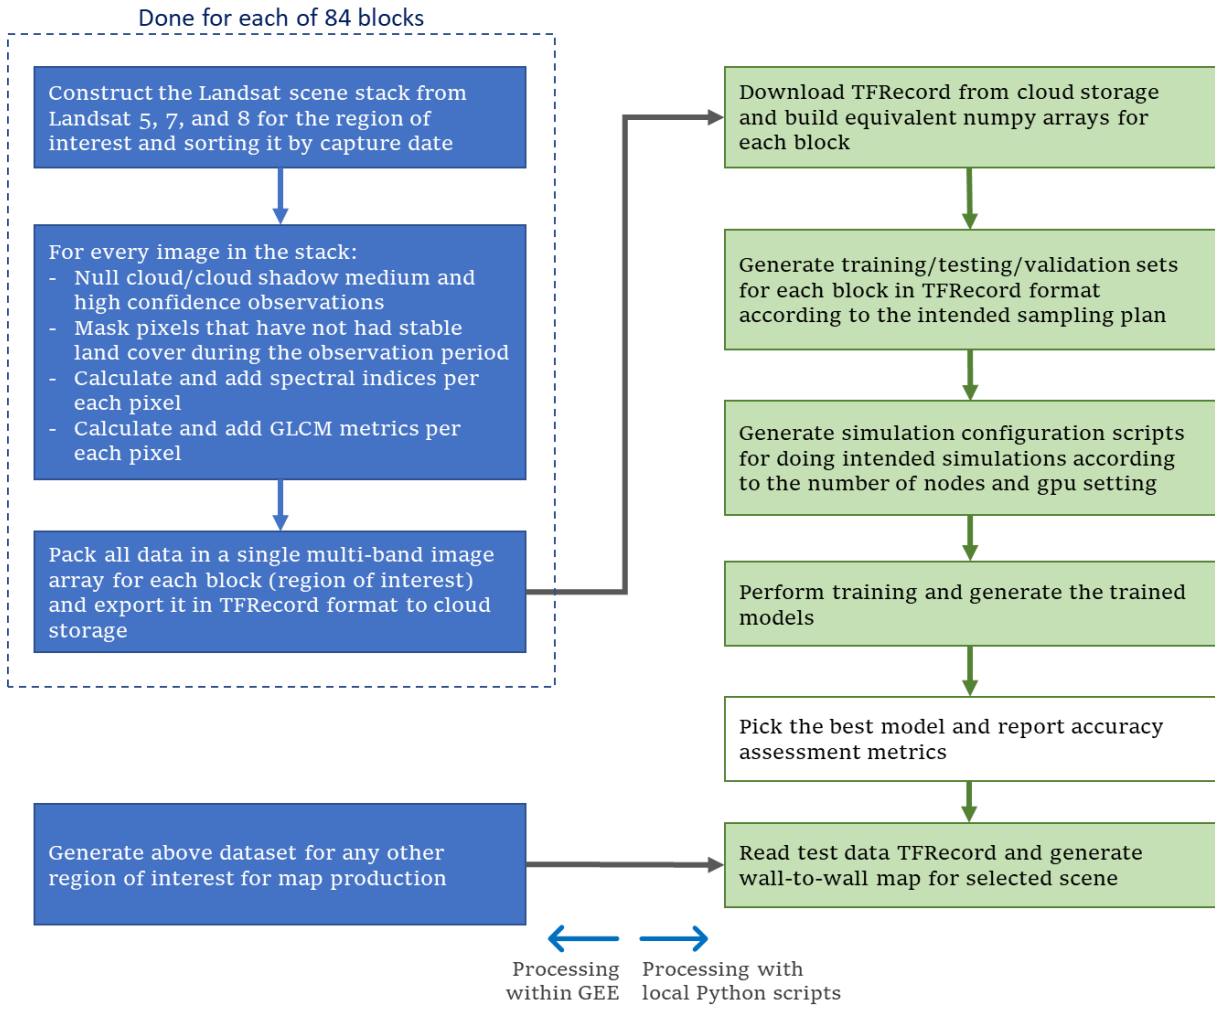 Done for each of 84 blocks
Construct the Landsat scene stack from
Landsat 5, 7, and 8 for the region of
interest and sorting it by capture date
For every image in the stack:
- Null cloud/cloud shadow medium and
high confidence observations
- Mask pixels that have not had stable
land cover during the observation period
- Calculate and add spectral indices per
each pixel
- Calculate and add GLCM metrics per
each pixel
Pack all data in a single multi-band image
array for each block (region of interest)
and export it in TFRecord format to cloud
storage
Generate above dataset for any other
region of interest for map production
Download TFRecord from cloud storage
and build equivalent numpy arrays for
each block
Generate training/testing/validation sets
for each block in TFRecord format
according to the intended sampling plan
Generate simulation configuration scripts
for doing intended simulations according
to the number of nodes and gpu setting
Perform training and generate the trained
models
Pick the best model and report accuracy
assessment metrics
Read test data TFRecord and generate
wall-to-wall map for selected scene
Processing
within GEE
Processing with
local Python scripts